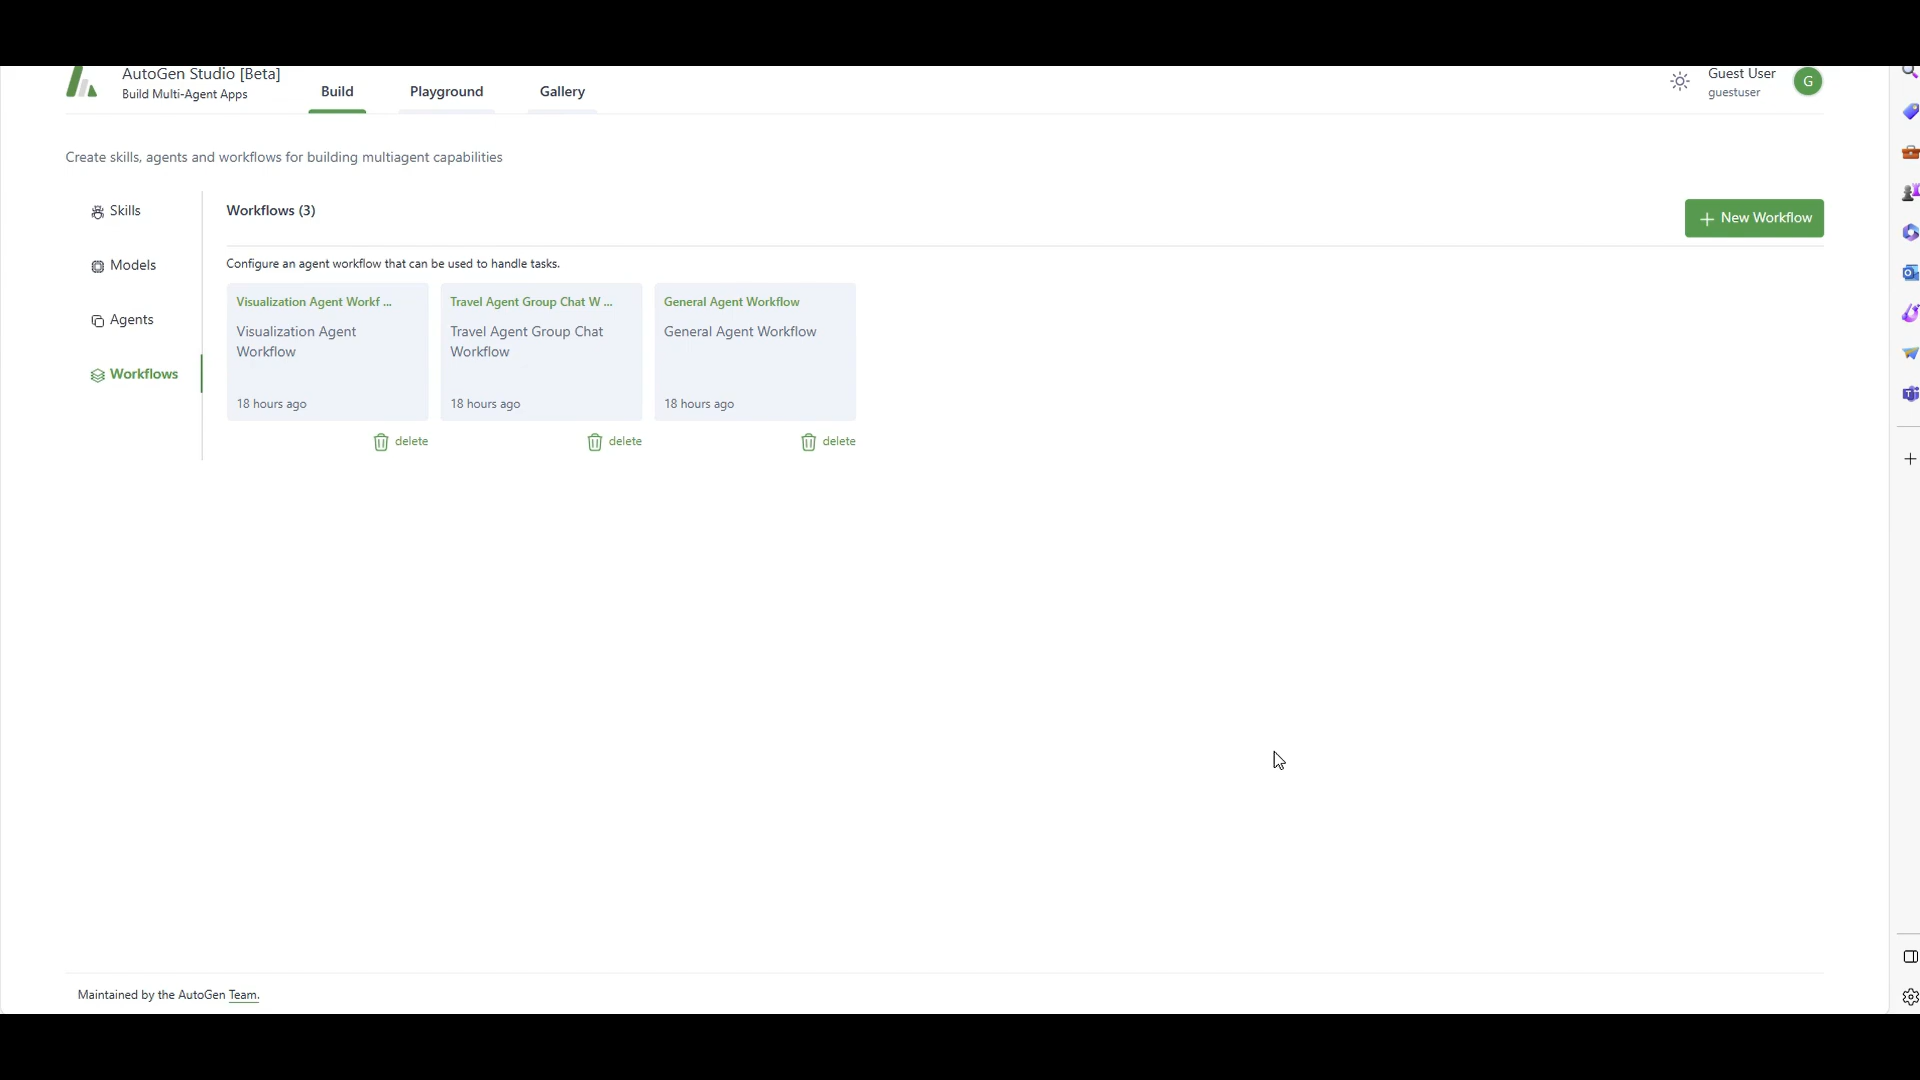 AutoGen Studio [Beta]
Build Multi-Agent Apps
Build
Playground
Gallery
Guest User
guestuser
G
Create skills, agents and workflows for building multiagent capabilities
Skills
Models
Agents
Workflows
Workflows (3)
New Workflow
Configure an agent workflow that can be used to handle tasks.
Visualization Agent Workf ...
Visualization Agent
Workflow
18 hours ago
delete
Travel Agent Group Chat W ...
Travel Agent Group Chat
Workflow
18 hours ago
delete
General Agent Workflow
General Agent Workflow
18 hours ago
delete
Maintained by the AutoGen Team.